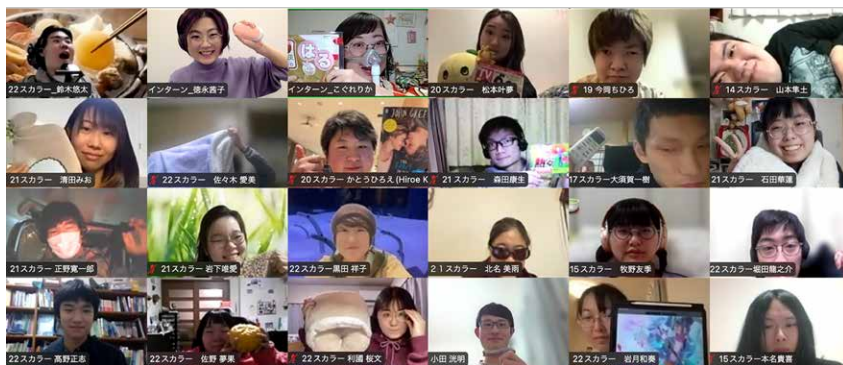 22スカラー_鈴木悠太
インターン_徳永茜子
インターン_こぐれりか
20スカラー 松本叶夢
19 今岡ちひろ
14スカラー 山本隼土
はる
21スカラー 清田みお
22スカラー 佐々木 愛美
20スカラー かとうひろえ (Hiroe K
21スカラー 森田康生
17スカラー大須賀一樹
21スカラー 石田華蓮
21スカラー 正野寛一郎
21スカラー 岩下雄愛
22スカラー黒田 祥子
21スカラー 北名 美雨
15スカラー 牧野友季
22スカラー堀田龍之介
22スカラー 髙野正志
22スカラー 佐野 夢果
22スカラー 利國 桜文
小田 洸明
22スカラー 岩月和奏
15スカラー本名貴喜